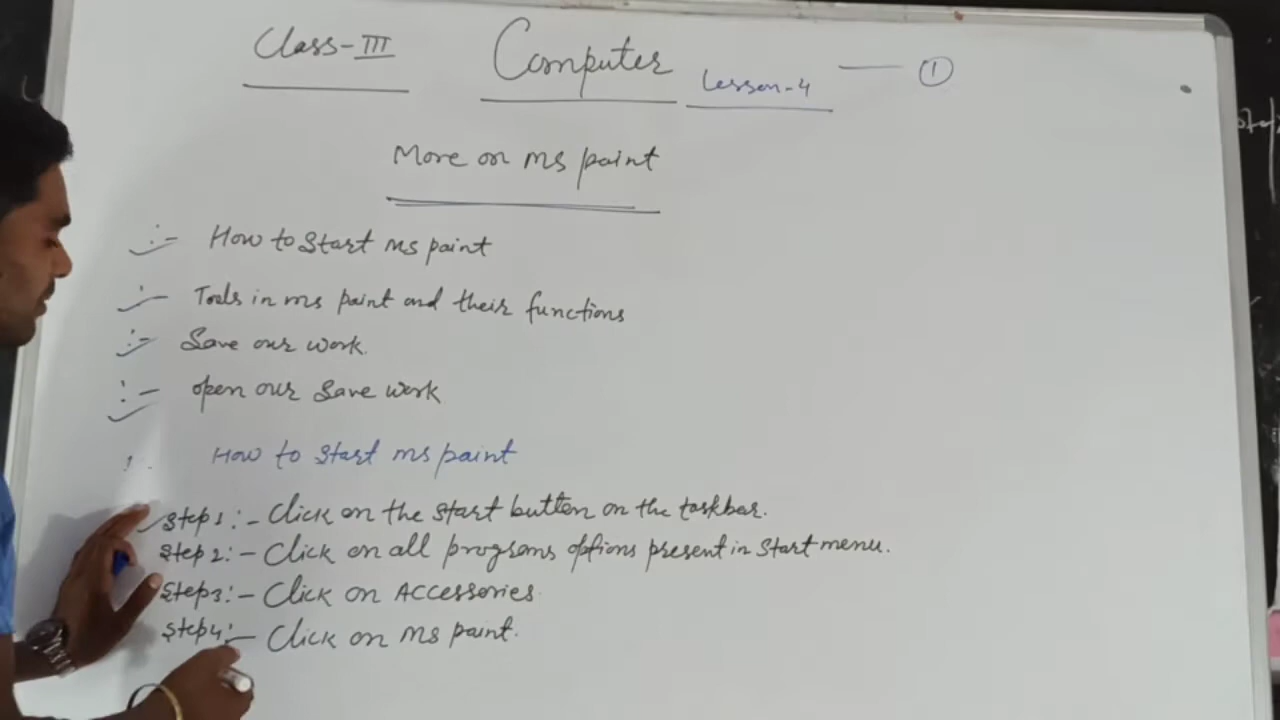 Class-III Computer Lesson-4 — ①
More on ms paint
:- How to Start ms paint
:- Tools in ms paint and their functions
:- Save our work.
:- open our Save work
How to Start ms paint
Step1:- Click on the Start button on the taskbar.
Step2:- Click on all programs options present in Start menu.
Step3:- Click on Accessories.
Step4:- Click on ms paint.